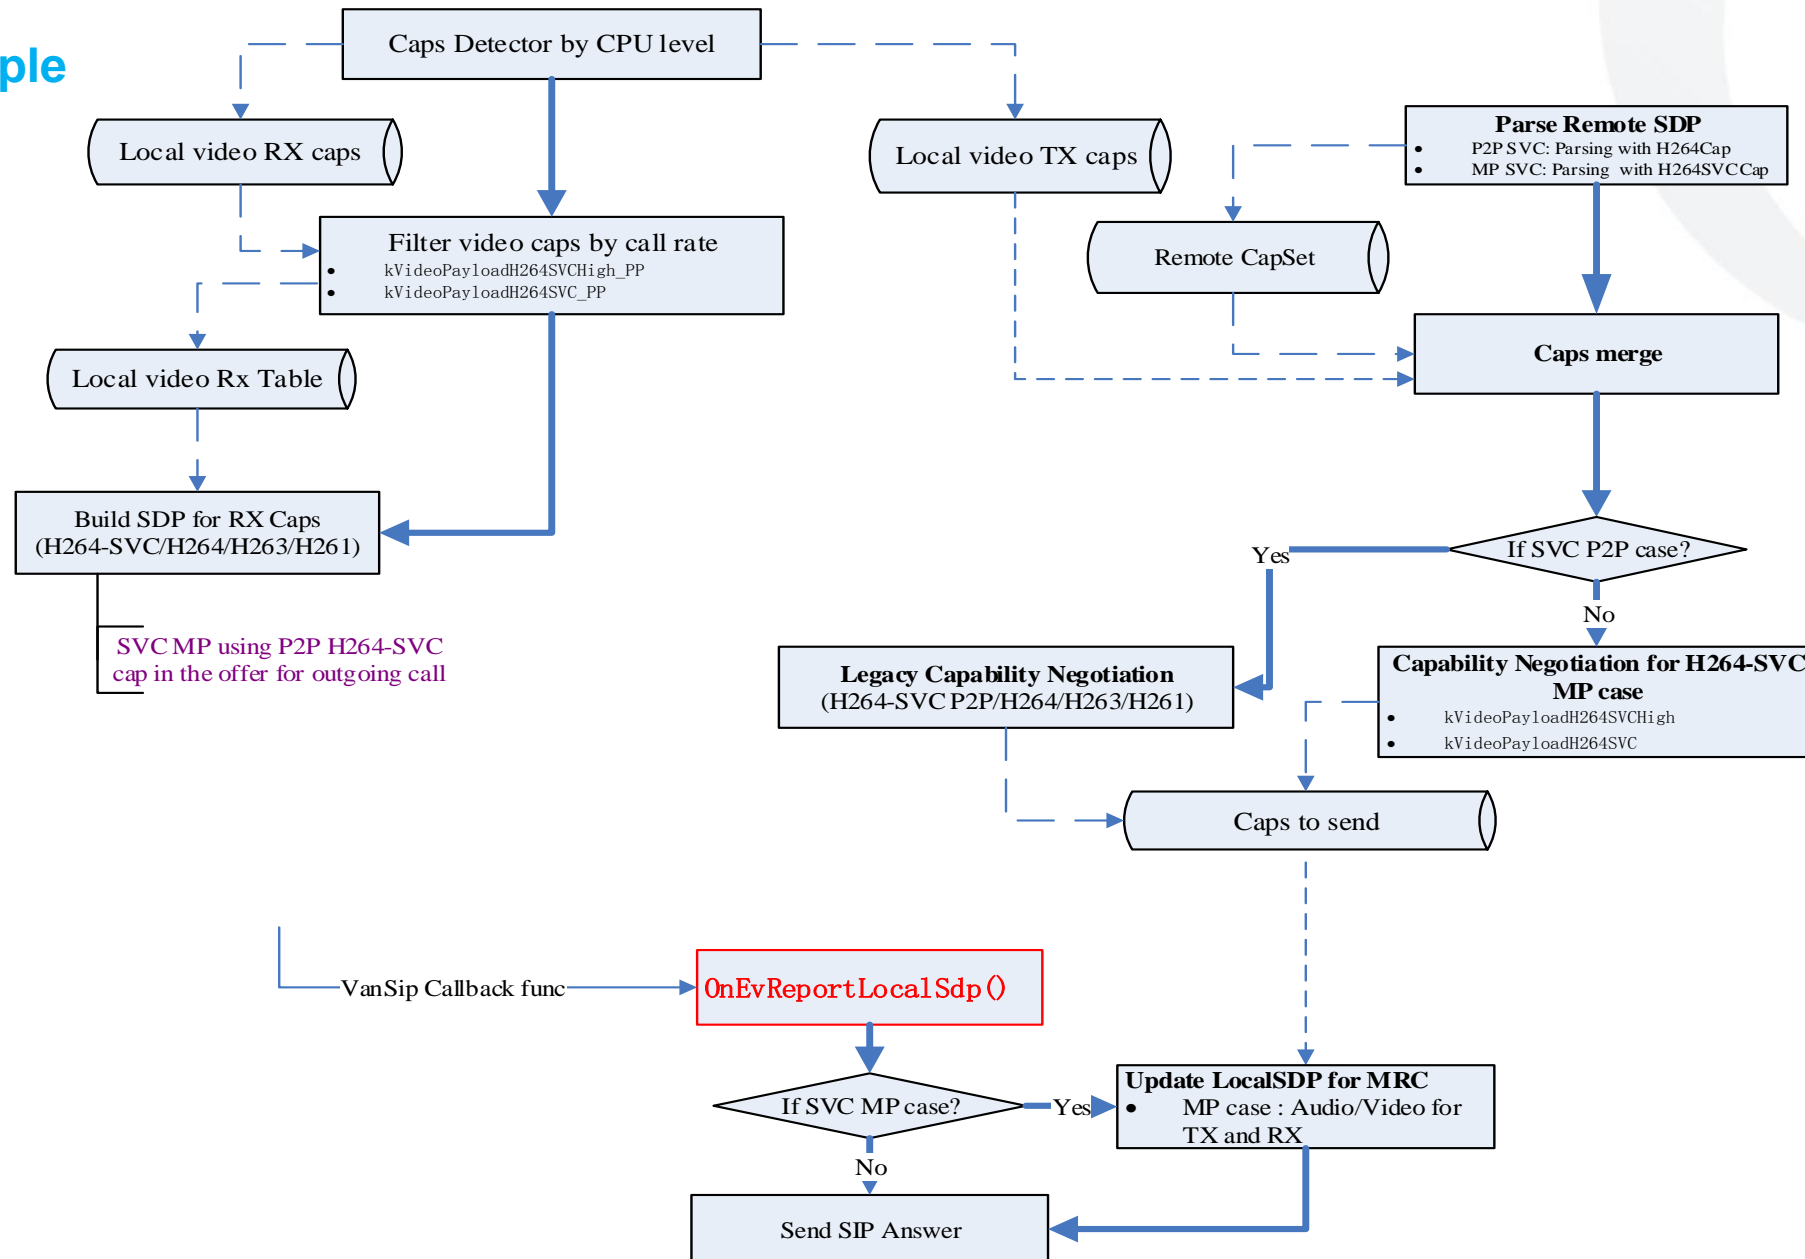 ple
Caps Detector by CPU level
Local video RX caps
Local video TX caps
Parse Remote SDP
• P2P SVC: Parsing with H264Cap
• MP SVC: Parsing with H264SVCCap
Filter video caps by call rate
• kVideoPayloadH264SVCHigh_PP
• kVideoPayloadH264SVC_PP
Remote CapSet
Local video Rx Table
Caps merge
Build SDP for RX Caps
(H264-SVC/H264/H263/H261)
If SVC P2P case?
Yes
No
SVC MP using P2P H264-SVC
cap in the offer for outgoing call
Legacy Capability Negotiation
(H264-SVC P2P/H264/H263/H261)
Capability Negotiation for H264-SVC
MP case
• kVideoPayloadH264SVCHigh
• kVideoPayloadH264SVC
Caps to send
VanSip Callback func
OnEvReportLocalSdp()
If SVC MP case?
Yes
Update LocalSDP for MRC
• MP case : Audio/Video for
TX and RX
No
Send SIP Answer